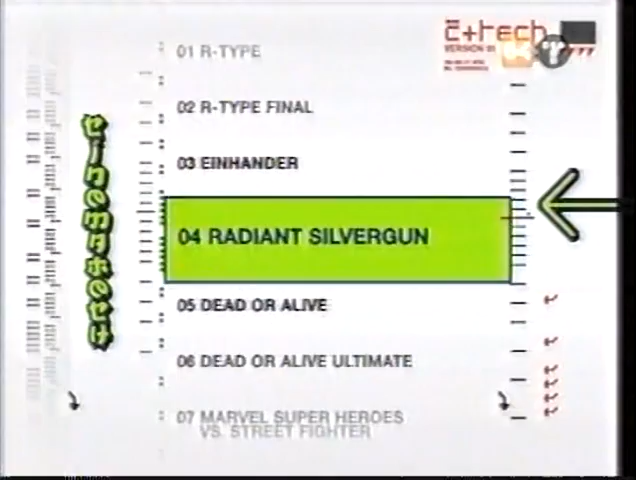 01 R-TYPE
02 R-TYPE FINAL
03 EINHANDER
04 RADIANT SILVERGUN
05 DEAD OR ALIVE
06 DEAD OR ALIVE ULTIMATE
07 MARVEL SUPER HEROES
VS. STREET FIGHTER